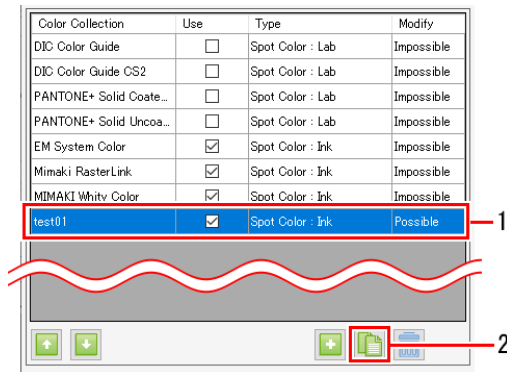 Color Collection Use Type Modify
DIC Color Guide Spot Color : Lab Impossible
DIC Color Guide CS2 Spot Color : Lab Impossible
PANTONE+ Solid Coate... Spot Color : Lab Impossible
PANTONE+ Solid Uncoa... Spot Color : Lab Impossible
EM System Color Spot Color : Ink Impossible
Mimaki RasterLink Spot Color : Ink Impossible
MIMAKI Whity Color Spot Color : Ink Impossible
test01 Spot Color : Ink Possible
1
2